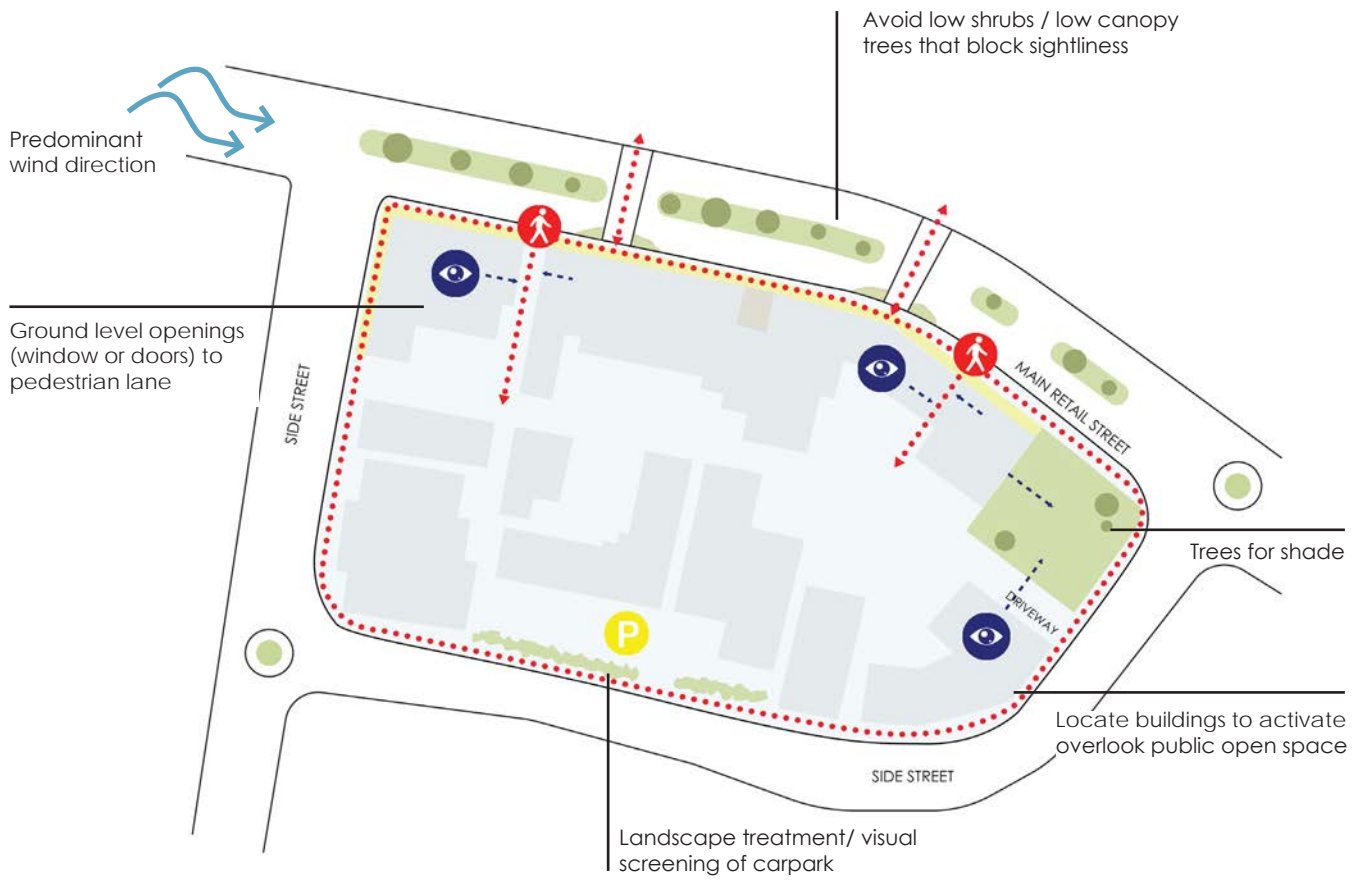 Avoid low shrubs / low canopy
trees that block sightliness
Predominant
wind direction
Ground level openings
(window or doors) to
pedestrian lane
SIDE STREET
MAIN RETAIL STREET
Trees for shade
DRIVEWAY
P
Locate buildings to activate
overlook public open space
SIDE STREET
Landscape treatment/ visual
screening of carpark